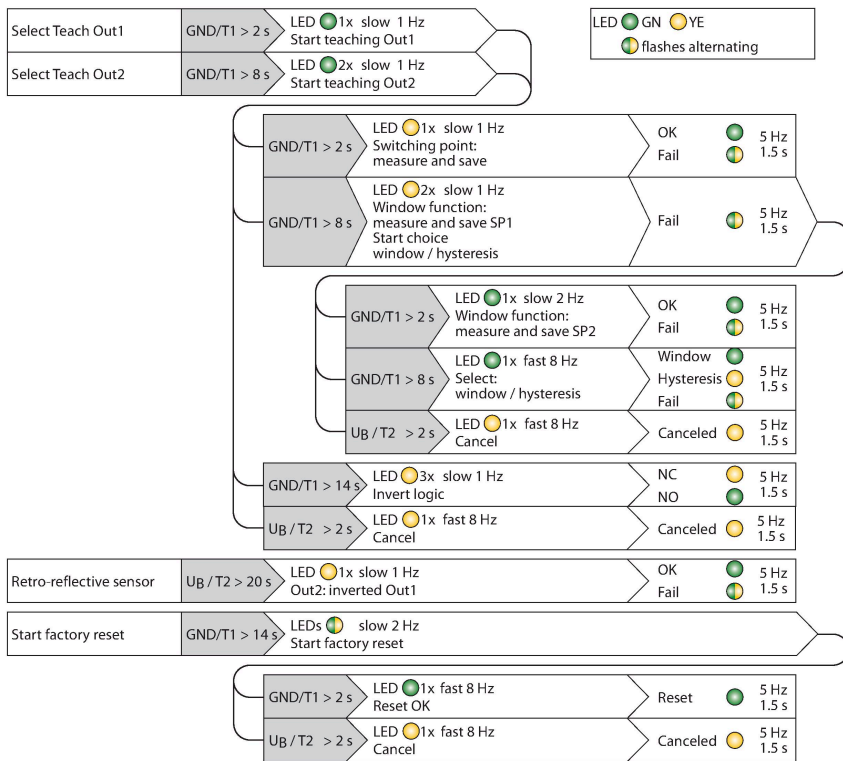 LED GN YE
flashes alternating
Select Teach Out1 GND/T1 > 2 s LED 1x slow 1 Hz
Start teaching Out1
Select Teach Out2 GND/T1 > 8 s LED 2x slow 1 Hz
Start teaching Out2
GND/T1 > 2 s LED 1x slow 1 Hz
Switching point:
measure and save
OK 5 Hz
Fail 1.5 s
GND/T1 > 8 s LED 2x slow 1 Hz
Window function:
measure and save SP1
Start choice
window / hysteresis
Fail 5 Hz
1.5 s
GND/T1 > 2 s LED 1x slow 2 Hz
Window function:
measure and save SP2
OK 5 Hz
Fail 1.5 s
GND/T1 > 8 s LED 1x fast 8 Hz
Select:
window / hysteresis
Window
Hysteresis 5 Hz
Fail 1.5 s
UB / T2 > 2 s LED 1x fast 8 Hz
Cancel
Canceled 5 Hz
1.5 s
GND/T1 > 14 s LED 3x slow 1 Hz
Invert logic
NC 5 Hz
NO 1.5 s
UB / T2 > 2 s LED 1x fast 8 Hz
Cancel
Canceled 5 Hz
1.5 s
Retro-reflective sensor UB / T2 > 20 s LED 1x slow 1 Hz
Out2: inverted Out1
OK 5 Hz
Fail 1.5 s
Start factory reset GND/T1 > 14 s LEDs slow 2 Hz
Start factory reset
GND/T1 > 2 s LED 1x fast 8 Hz
Reset OK
Reset 5 Hz
1.5 s
UB / T2 > 2 s LED 1x fast 8 Hz
Cancel
Canceled 5 Hz
1.5 s